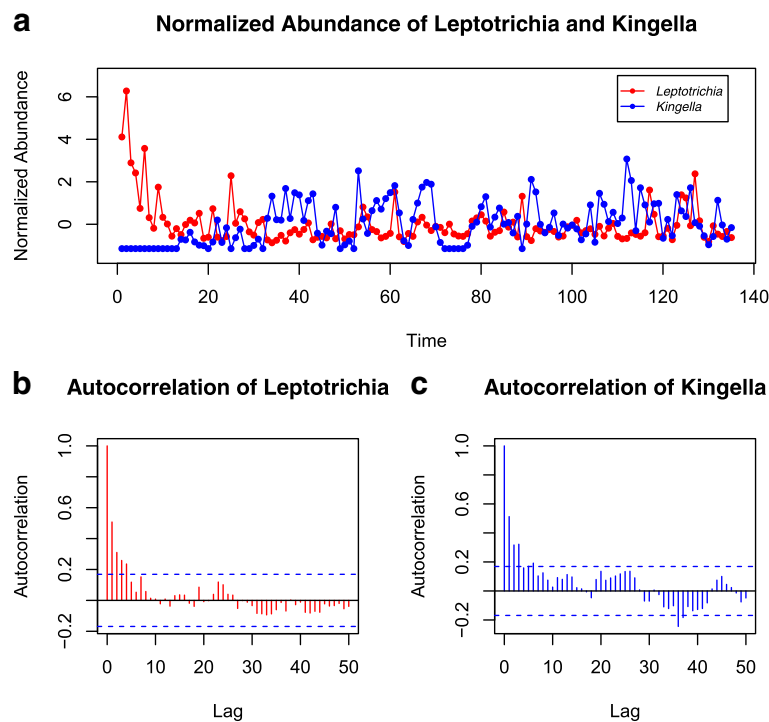 a
Normalized Abundance of Leptotrichia and Kingella
Normalized Abundance
6
4
2
0
Leptotrichia
Kingella
0 20 40 60 80 100 120 140
Time
b
Autocorrelation of Leptotrichia
Autocorrelation
1.0
0.6
0.2
−0.2
0 10 20 30 40 50
Lag
c
Autocorrelation of Kingella
Autocorrelation
1.0
0.6
0.2
−0.2
0 10 20 30 40 50
Lag